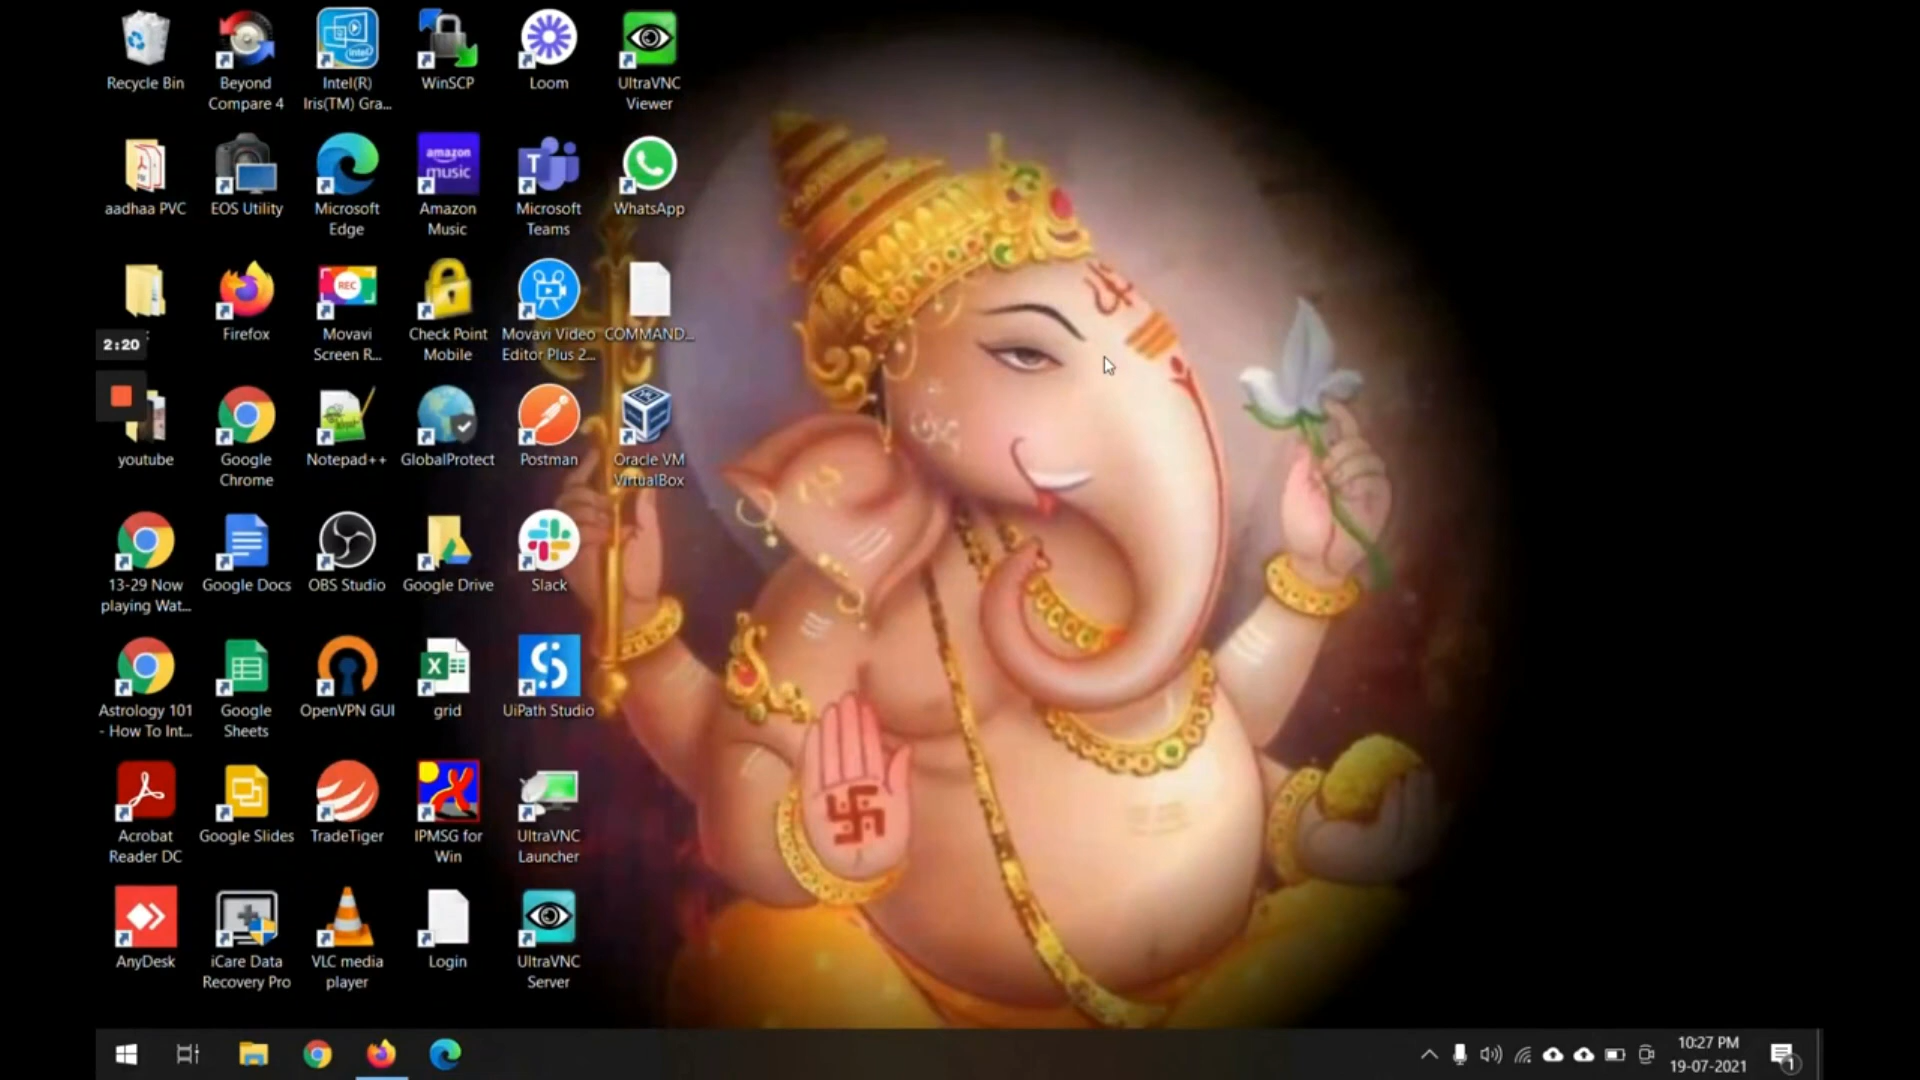 Recycle Bin
Beyond
Compare 4
Intel(R)
Iris(TM) Gra...
intel
WinSCP
Loom
UltraVNC
Viewer
aadhaa PVC
EOS Utility
Microsoft
Edge
amazon
music
Amazon
Music
T
Microsoft
Teams
WhatsApp
Firefox
REC
Movavi
Screen R...
Check Point
Mobile
Movavi Video
Editor Plus 2...
COMMAND...
2:20
youtube
Google
Chrome
Notepad++
GlobalProtect
Postman
Oracle VM
VirtualBox
13-29 Now
playing Wat...
Google Docs
OBS Studio
Google Drive
Slack
Astrology 101
- How To Int...
Google
Sheets
OpenVPN GUI
X
grid
UiPath Studio
Acrobat
Reader DC
Google Slides
TradeTiger
IPMSG for
Win
UltraVNC
Launcher
AnyDesk
iCare Data
Recovery Pro
VLC media
player
Login
UltraVNC
Server
10:27 PM
19-07-2021
1